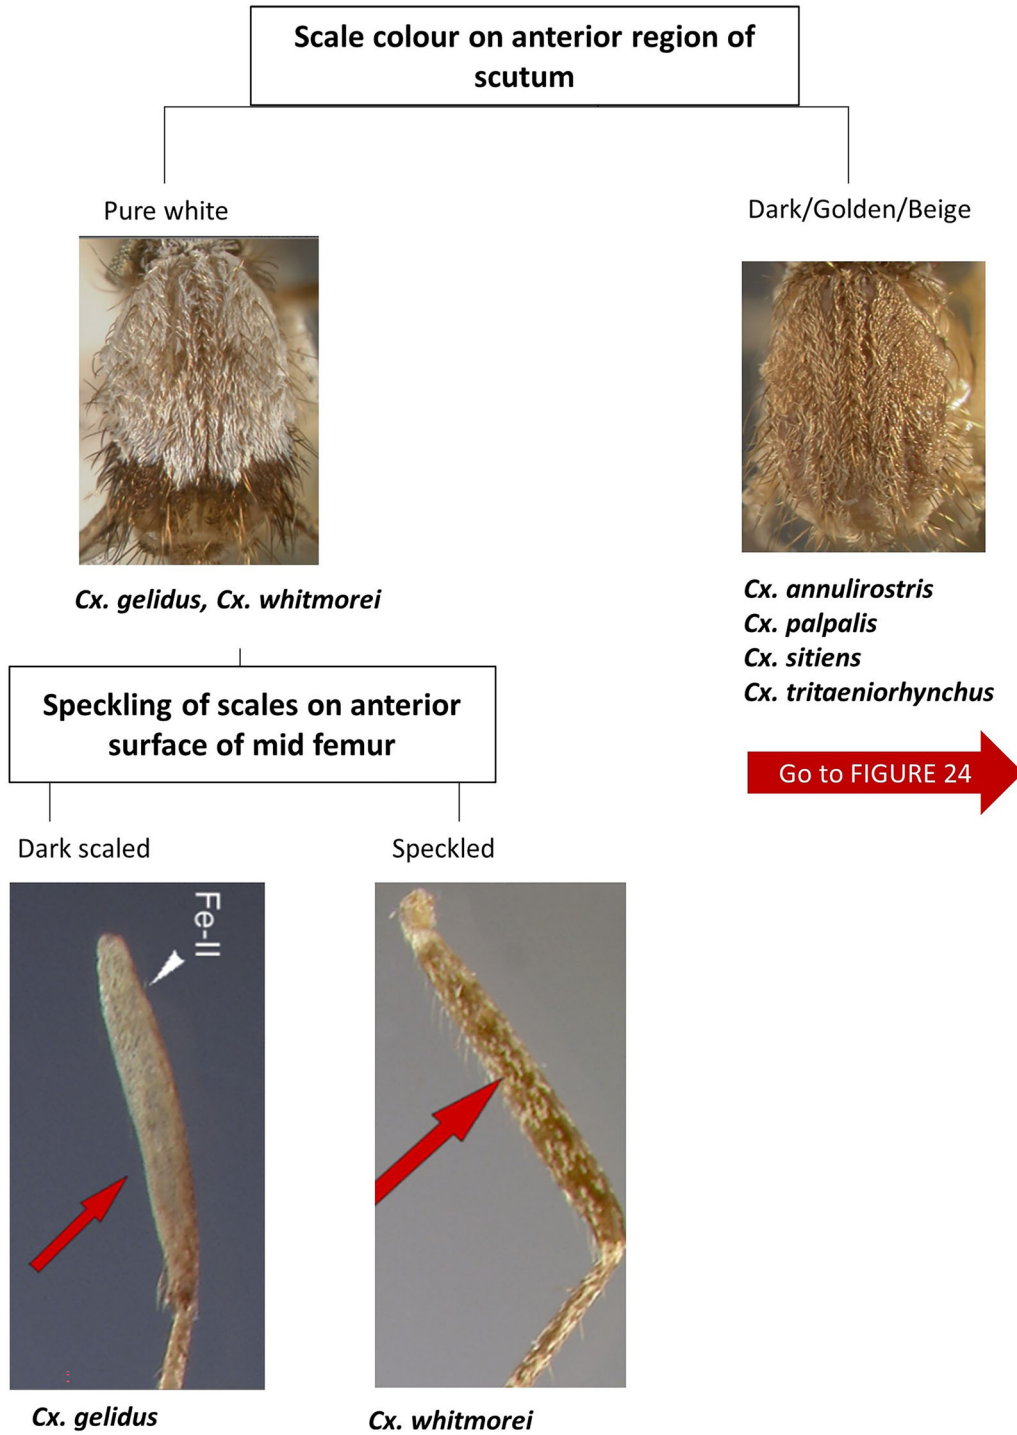 Scale colour on anterior region of
scutum
Pure white
Dark/Golden/Beige
Cx. gelidus, Cx. whitmorei
Cx. annulirostris
Cx. palpalis
Cx. sitiens
Cx. tritaeniorhynchus
Speckling of scales on anterior
surface of mid femur
Go to FIGURE 24
Dark scaled
Speckled
Fe-II
Cx. gelidus
Cx. whitmorei